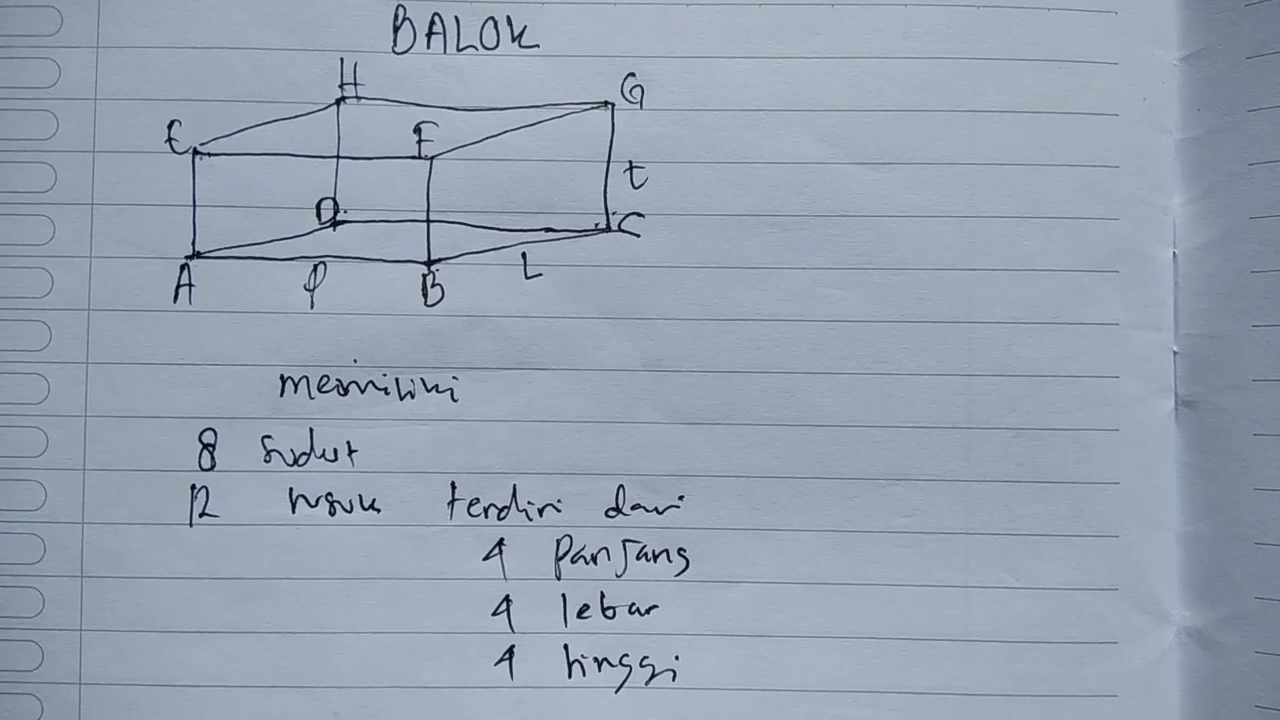 BALOK
H
G
E
F
t
D
C
A
P
B
L
memiliki
8 sudut
12 rusuk terdiri dari
4 panjang
4 lebar
4 tinggi